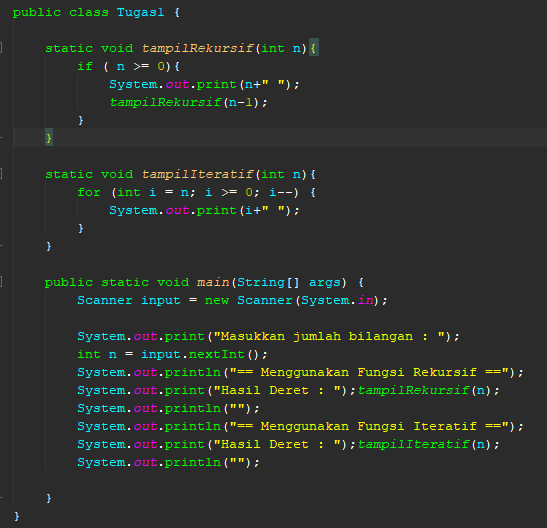 public class Tugas1 {
static void tampilRekursif(int n){
if ( n >= 0){
System.out.print(n+" ");
tampilRekursif(n-1);
}
}
static void tampilIteratif(int n){
for (int i = n; i >= 0; i--) {
System.out.print(i+" ");
}
}
public static void main(String[] args) {
Scanner input = new Scanner(System.in);
System.out.print("Masukkan jumlah bilangan : ");
int n = input.nextInt();
System.out.println("== Menggunakan Fungsi Rekursif ==");
System.out.print("Hasil Deret : ");tampilRekursif(n);
System.out.println("");
System.out.println("== Menggunakan Fungsi Iteratif ==");
System.out.print("Hasil Deret : ");tampilIteratif(n);
System.out.println("");
}
}